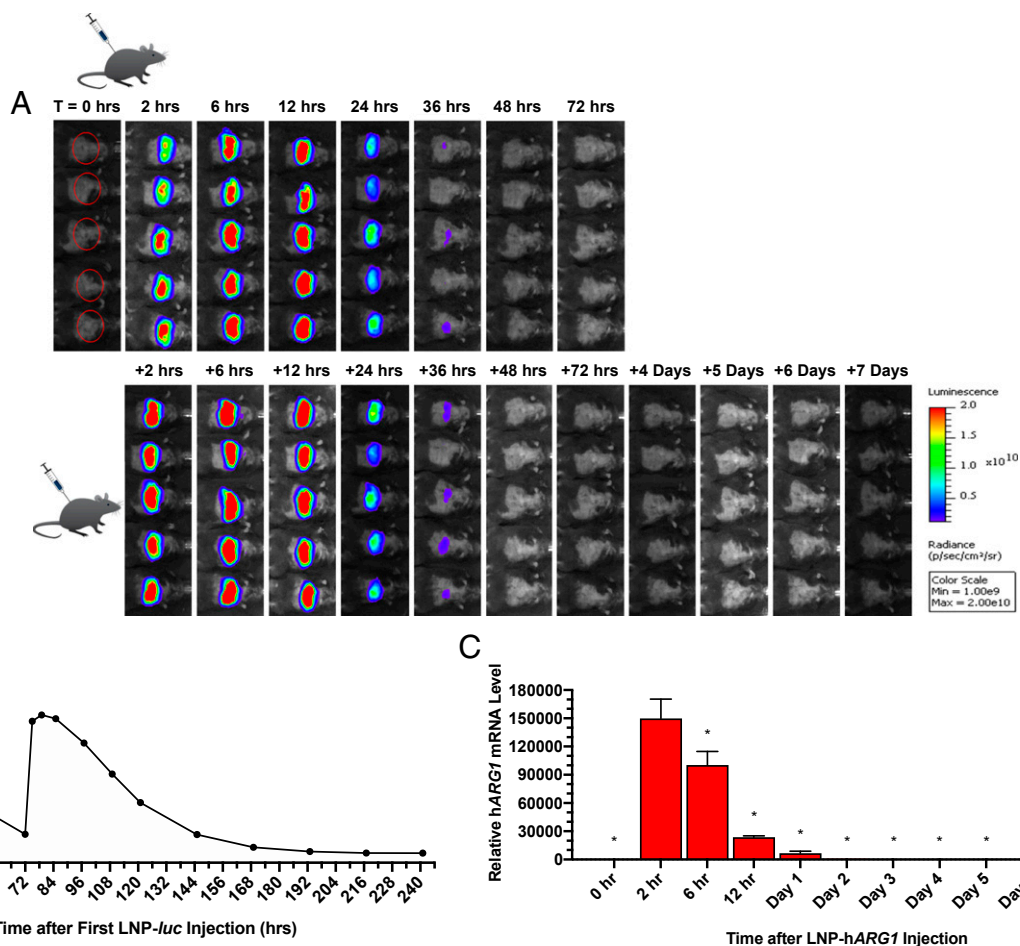 A
T = 0 hrs 2 hrs 6 hrs 12 hrs 24 hrs 36 hrs 48 hrs 72 hrs
+2 hrs +6 hrs +12 hrs +24 hrs +36 hrs +48 hrs +72 hrs +4 Days +5 Days +6 Days +7 Days
Luminescence
2.0
1.5
1.0
x10^10
0.5
Radiance
(p/sec/cm²/sr)
Color Scale
Min = 1.00e9
Max = 2.00e10
72 84 96 108 120 132 144 156 168 180 192 204 216 228 240
Time after First LNP-luc Injection (hrs)
C
Relative hARG1 mRNA Level
180000
150000
120000
90000
60000
30000
0
* * * * * * * *
0 hr 2 hr 6 hr 12 hr Day 1 Day 2 Day 3 Day 4 Day 5 Day
Time after LNP-hARG1 Injection